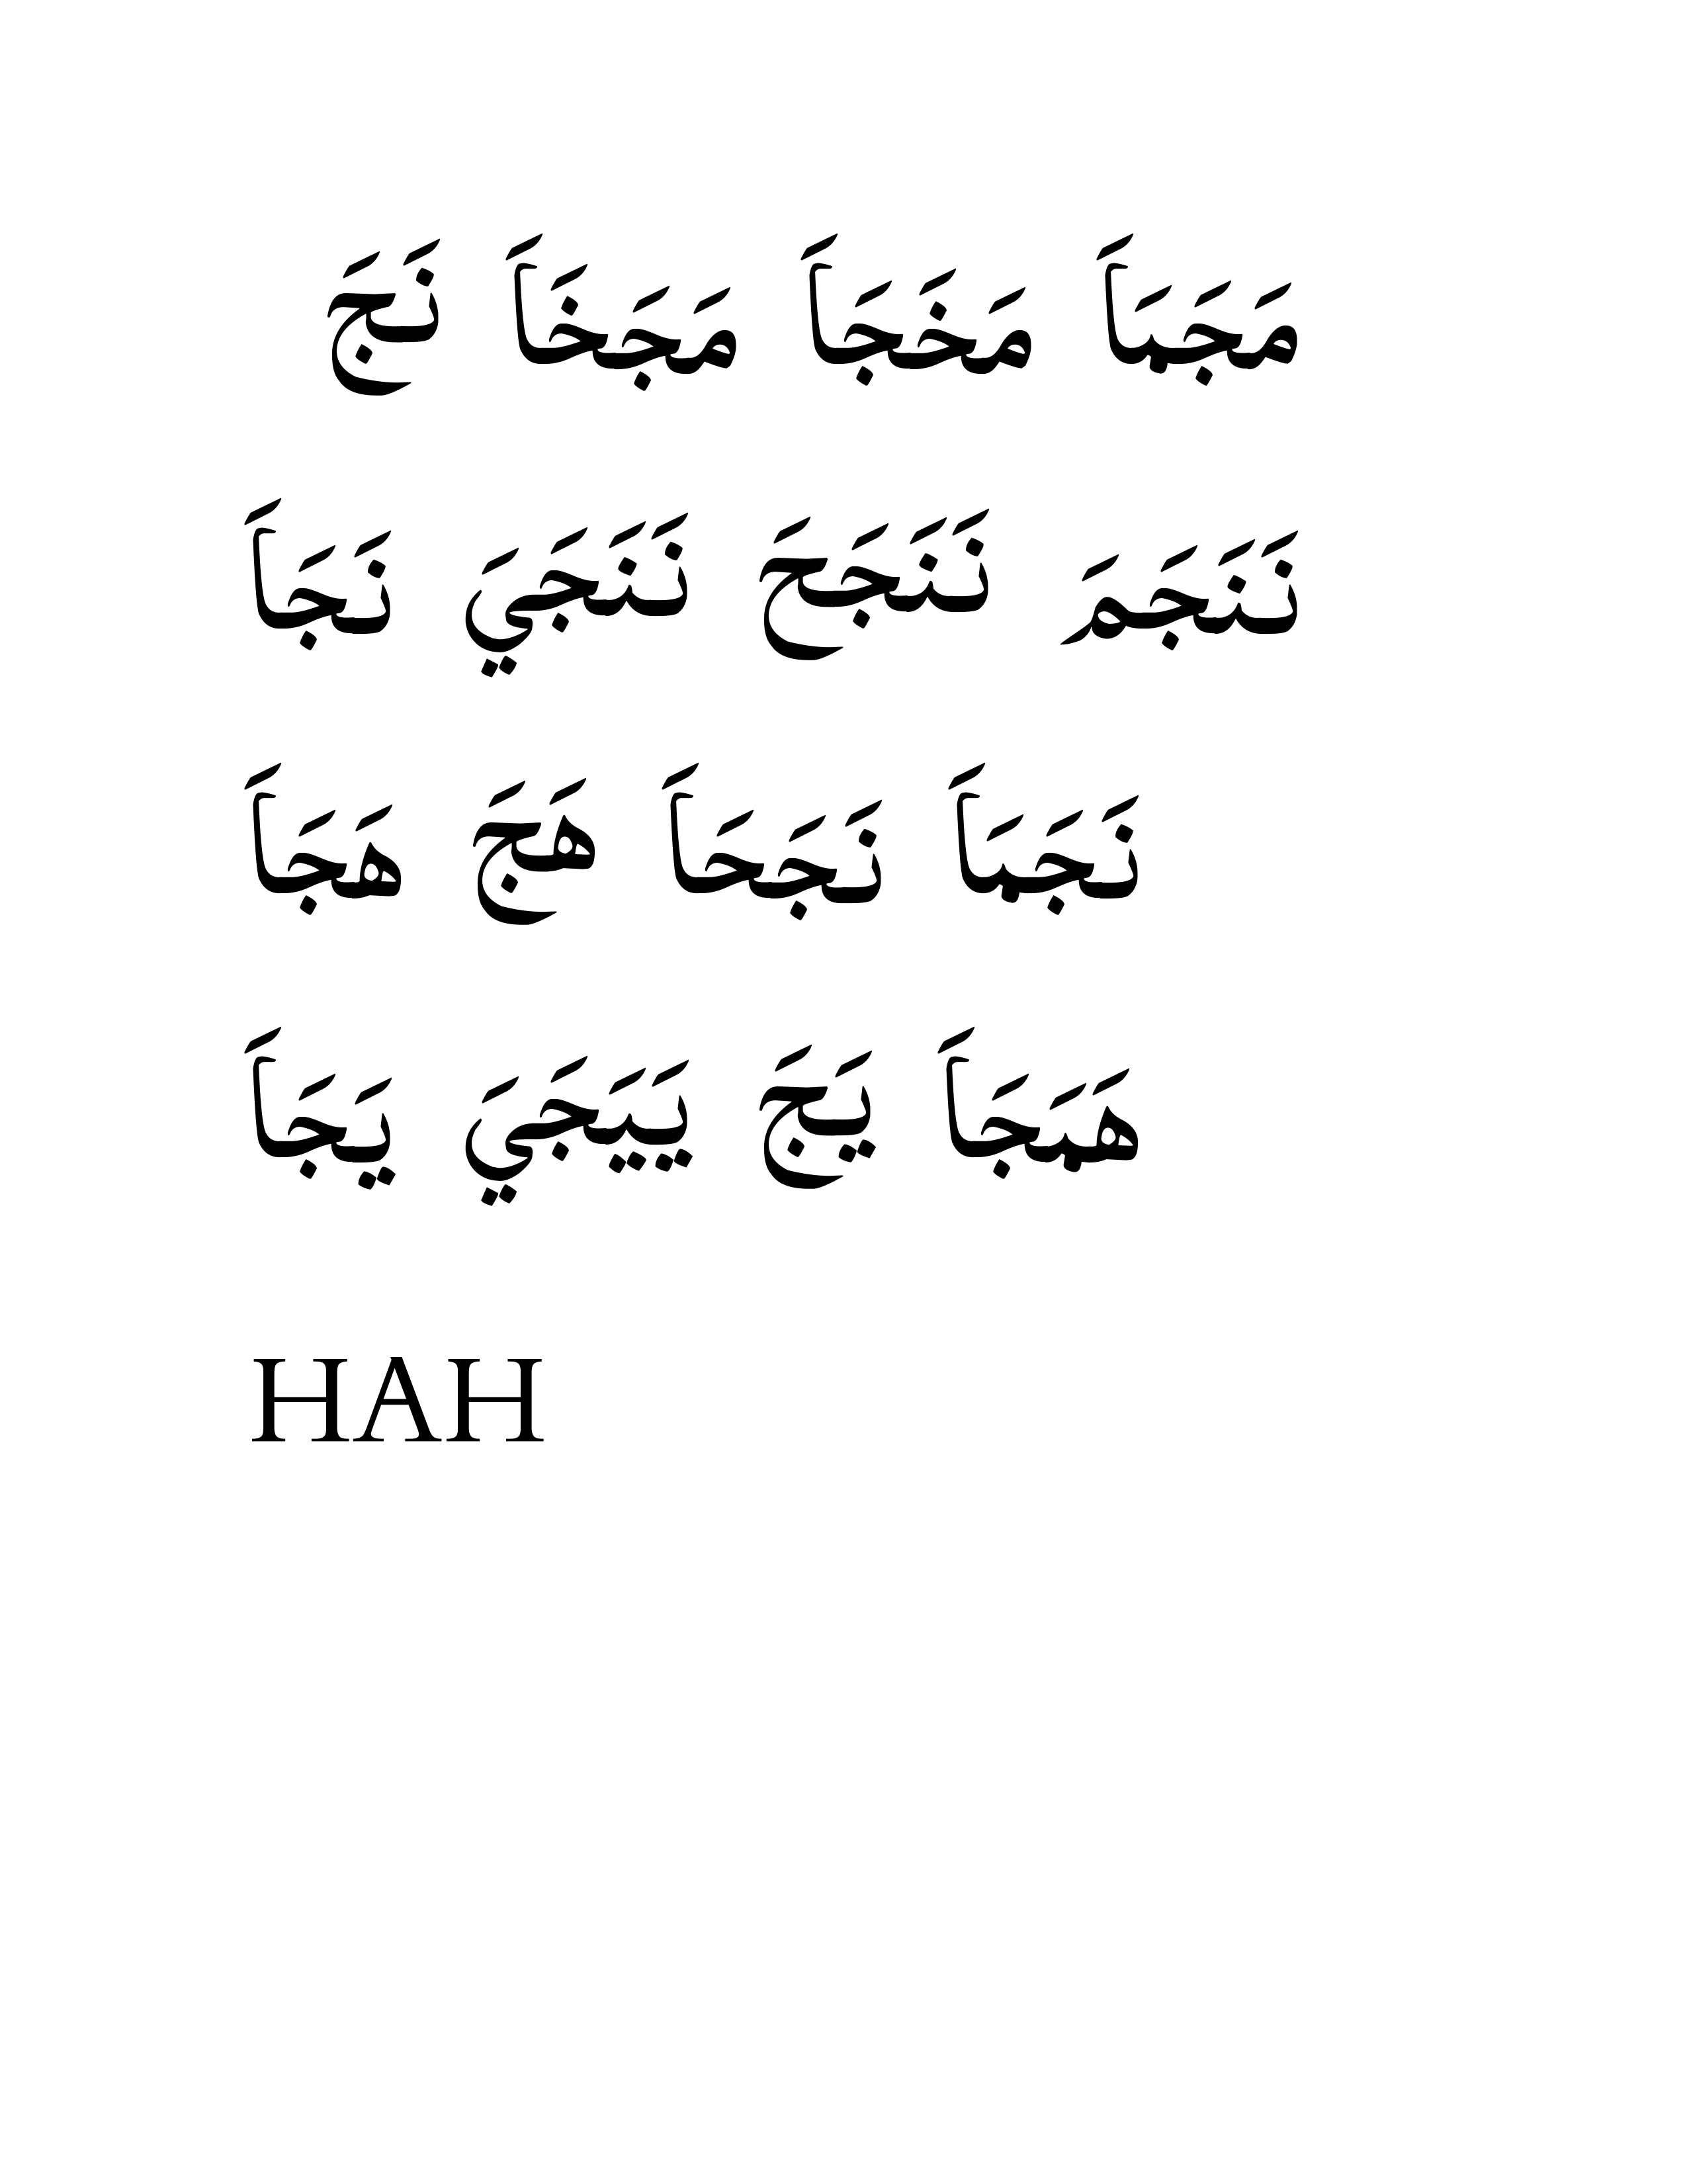 مَجَبَاَ مَخَجَاَ مَجَخَاَ نَجَ
نَنَجَمَ نَنَجَحَ نَنَجَيَ نَجَاَ
نَجَبَاَ نَجَحَاَ هَجَ هَجَاَ
هَبَجَاَ يَجَ يَيَجَيَ يَجَاَ
HAH